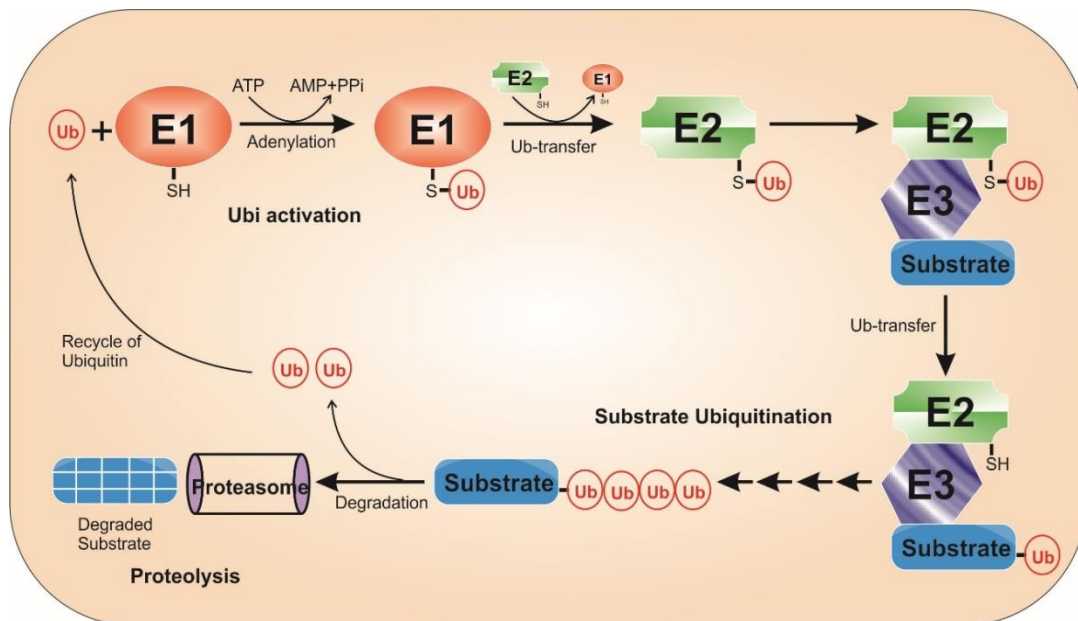 Ub + E1
SH
ATP AMP+PPi
Adenylation
E1
S-Ub
Ubi activation
E2
SH
E1
SH
Ub-transfer
E2
S-Ub
E2
S-Ub
E3
Substrate
Ub-transfer
E2
SH
E3
Substrate-Ub
Substrate Ubiquitination
Substrate-Ub Ub Ub Ub
Degradation
Ub Ub
Recycle of
Ubiquitin
Proteasome
Degraded
Substrate
Proteolysis